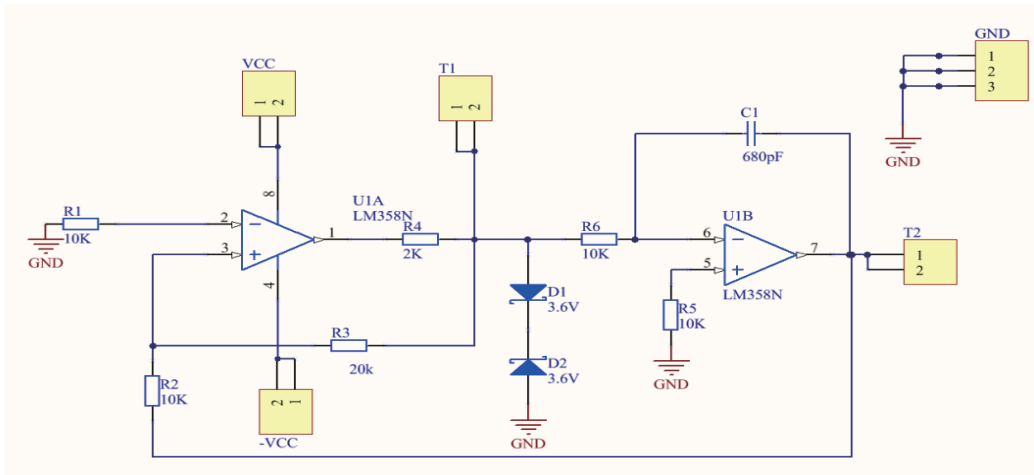 GND
1
2
3
GND
VCC
1 2
T1
1 2
C1
680pF
8
U1A
LM358N
R1
10K
GND
2
3
1
R4
2K
4
R6
10K
U1B
6
5
7
LM358N
T2
1
2
D1
3.6V
R5
10K
GND
R3
20k
D2
3.6V
GND
R2
10K
2 1
-VCC